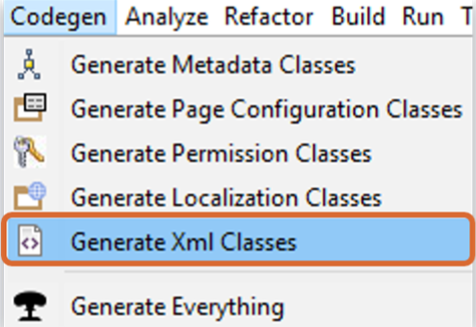 Codegen Analyze Refactor Build Run T
Generate Metadata Classes
Generate Page Configuration Classes
Generate Permission Classes
Generate Localization Classes
Generate Xml Classes
Generate Everything